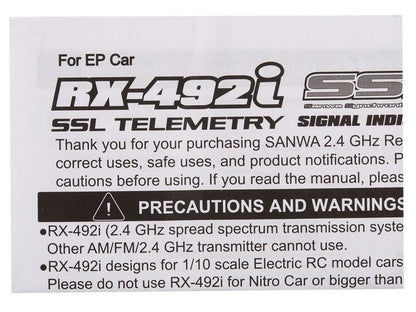 For EP Car
RX-492i SS
Sanwa Synchroni
SSL TELEMETRY SIGNAL INDI
Thank you for your purchasing SANWA 2.4 GHz Re
correct uses, safe uses, and product notifications. P
cautions before using. If you read the manual, please
! PRECAUTIONS AND WARNINGS
●RX-492i (2.4 GHz spread spectrum transmission syste
Other AM/FM/2.4 GHz transmitter cannot use.
●RX-492i designs for 1/10 scale Electric RC model cars
Please do not use RX-492i for Nitro Car or bigger than